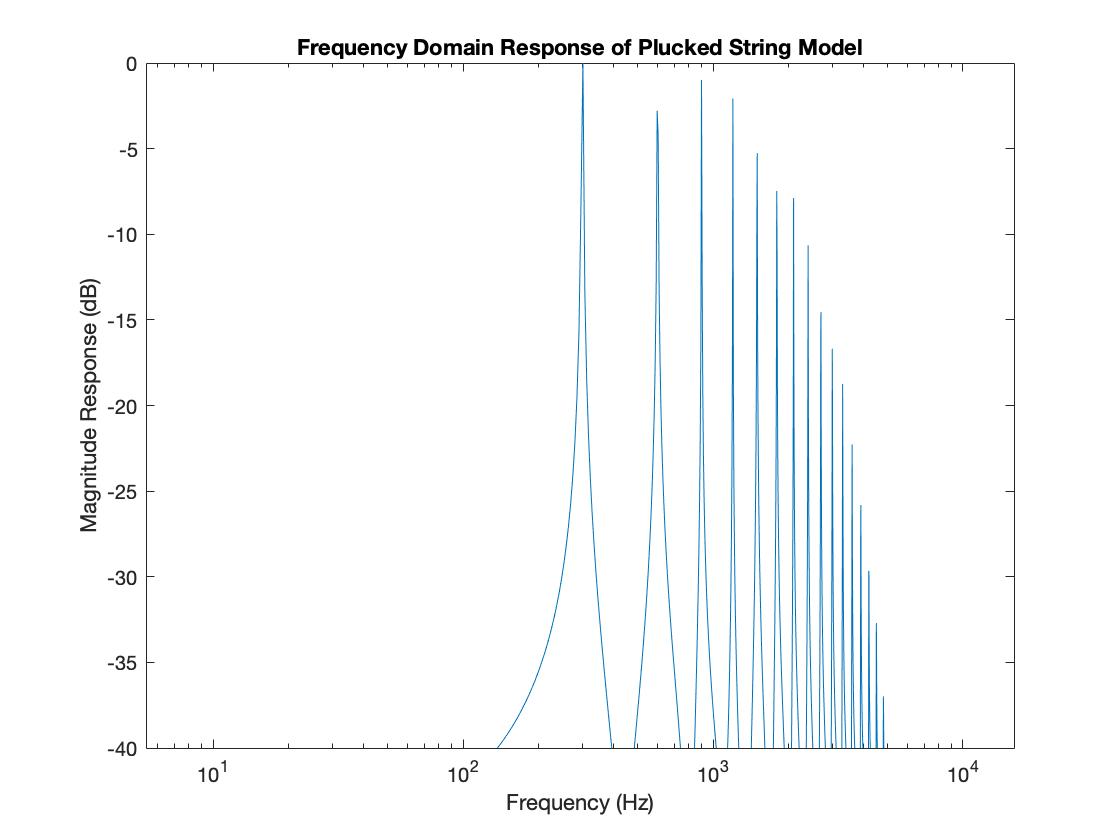 Frequency Domain Response of Plucked String Model
0
-5
-10
-15
-20
-25
-30
-35
-40
Magnitude Response (dB)
10^1 10^2 10^3 10^4
Frequency (Hz)